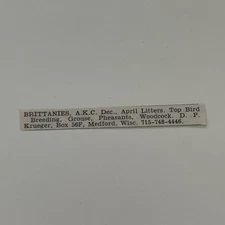 BRITTANIES, A.K.C. Dec., April Litters. Top Bird
Breeding, Grouse, Pheasants, Woodcock. D. P.
Krueger, Box 56F, Medford, Wisc. 715-748-4446.